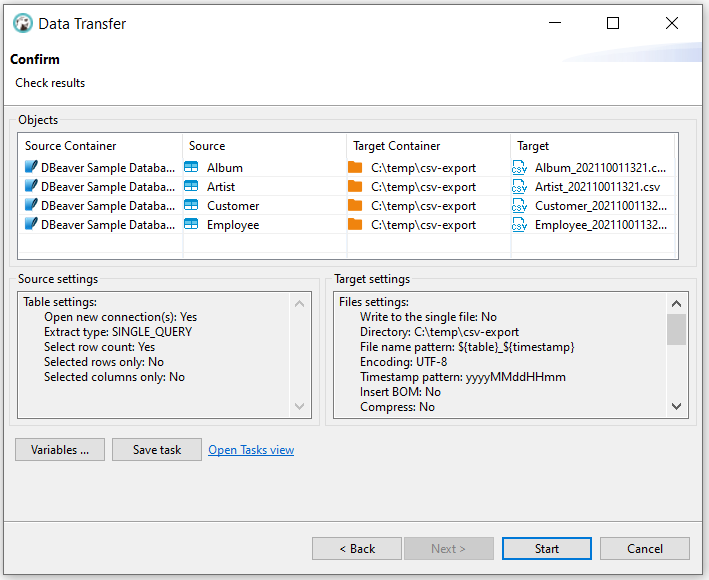 Data Transfer
Confirm
Check results
Objects
Source Container Source Target Container Target
DBeaver Sample Databa... Album C:\temp\csv-export Album_202110011321.c...
DBeaver Sample Databa... Artist C:\temp\csv-export Artist_202110011321.csv
DBeaver Sample Databa... Customer C:\temp\csv-export Customer_20211001132...
DBeaver Sample Databa... Employee C:\temp\csv-export Employee_20211001132...
Source settings
Table settings:
Open new connection(s): Yes
Extract type: SINGLE_QUERY
Select row count: Yes
Selected rows only: No
Selected columns only: No
Target settings
Files settings:
Write to the single file: No
Directory: C:\temp\csv-export
File name pattern: ${table}_${timestamp}
Encoding: UTF-8
Timestamp pattern: yyyyMMddHHmm
Insert BOM: No
Compress: No
Variables ... Save task Open Tasks view
< Back Next > Start Cancel